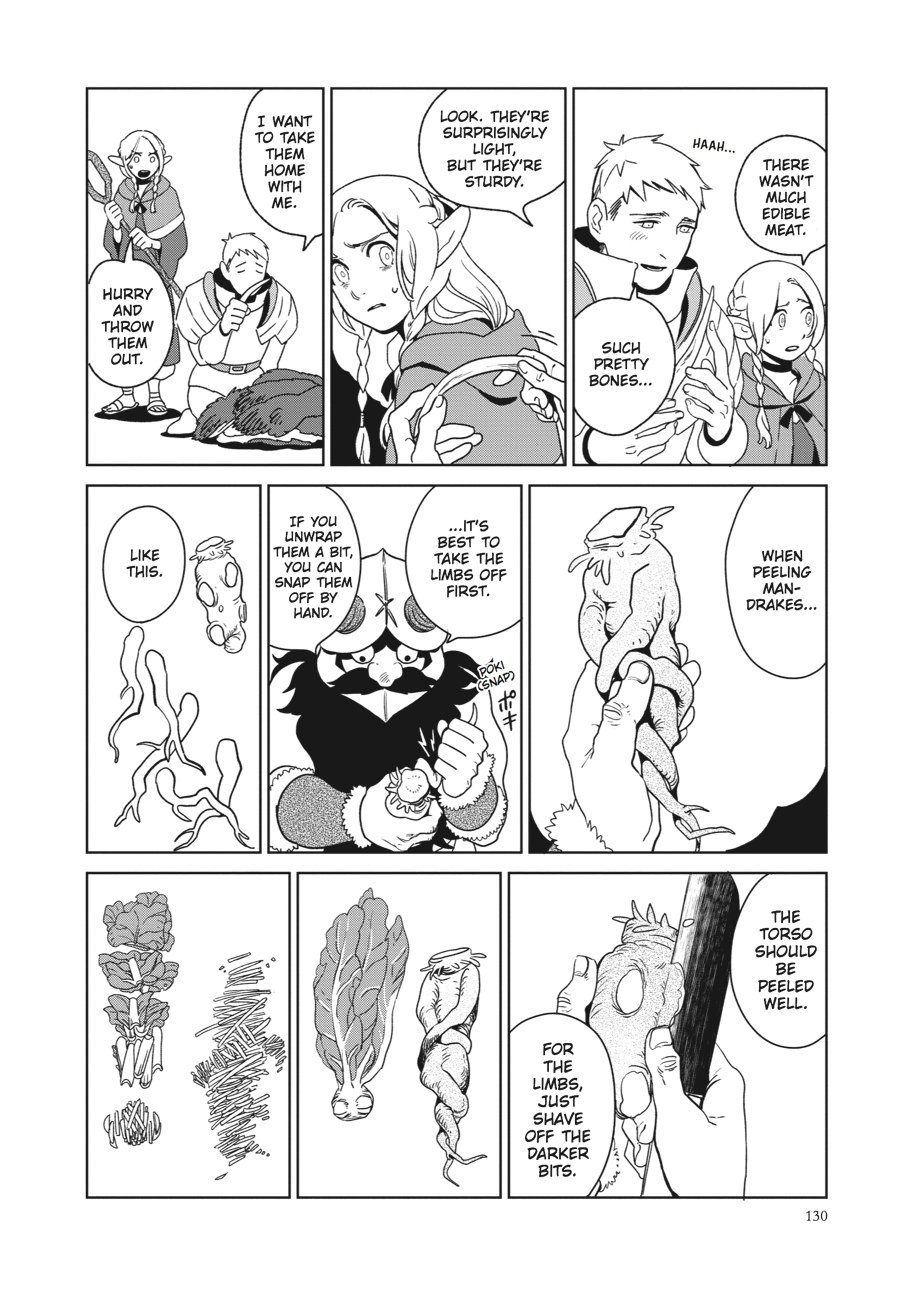 THERE
WASN'T
MUCH
EDIBLE
MEAT.
HAAH...
SUCH
PRETTY
BONES...
LOOK. THEY'RE
SURPRISINGLY
LIGHT,
BUT THEY'RE
STURDY.
I WANT
TO TAKE
THEM
HOME
WITH
ME.
HURRY
AND
THROW
THEM
OUT.
WHEN
PEELING
MAN-
DRAKES...
...IT'S
BEST TO
TAKE THE
LIMBS OFF
FIRST.
IF YOU
UNWRAP
THEM A BIT,
YOU CAN
SNAP THEM
OFF BY
HAND.
POKI
(SNAP)
ポキ
LIKE
THIS.
THE
TORSO
SHOULD
BE
PEELED
WELL.
FOR
THE
LIMBS,
JUST
SHAVE
OFF THE
DARKER
BITS.
130